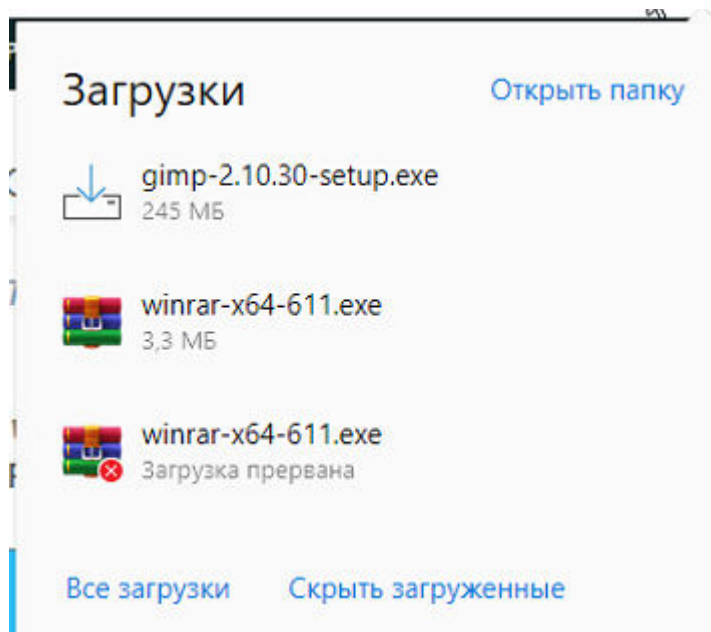 Загрузки
Открыть папку
gimp-2.10.30-setup.exe
245 МБ
winrar-x64-611.exe
3,3 МБ
winrar-x64-611.exe
Загрузка прервана
Все загрузки
Скрыть загруженные